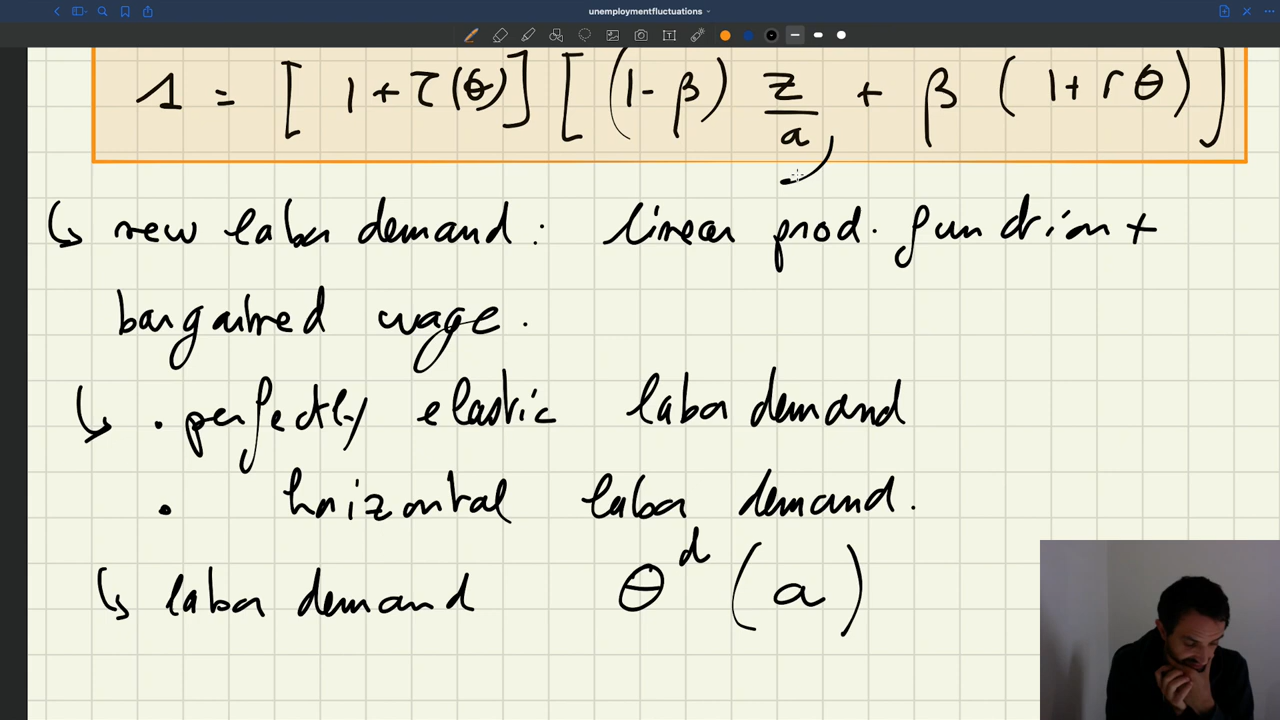 unemploymentfluctuations
1 = [1 + τ(θ)] [(1 - β) z/a + β (1 + rθ)]
↳ new labor demand: linear prod. function +
bargained wage.
↳ • perfectly elastic labor demand
• horizontal labor demand.
↳ labor demand θ^d (a)